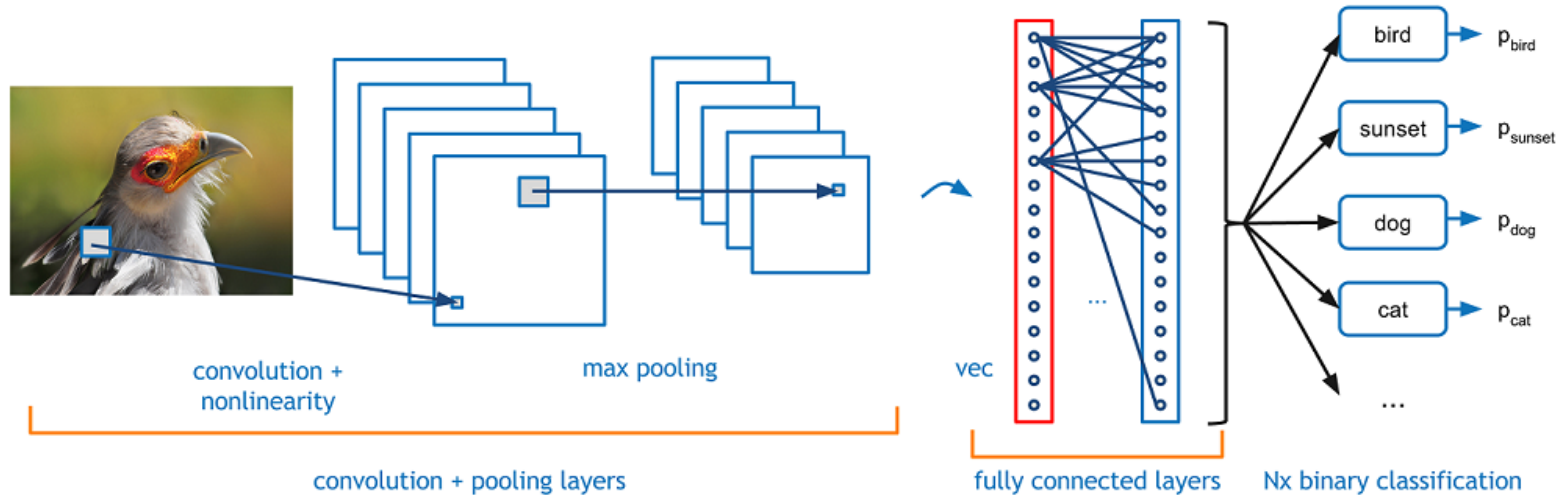 bird
p_bird
sunset
p_sunset
dog
p_dog
cat
p_cat
...
...
convolution +
nonlinearity
max pooling
vec
convolution + pooling layers
fully connected layers
Nx binary classification